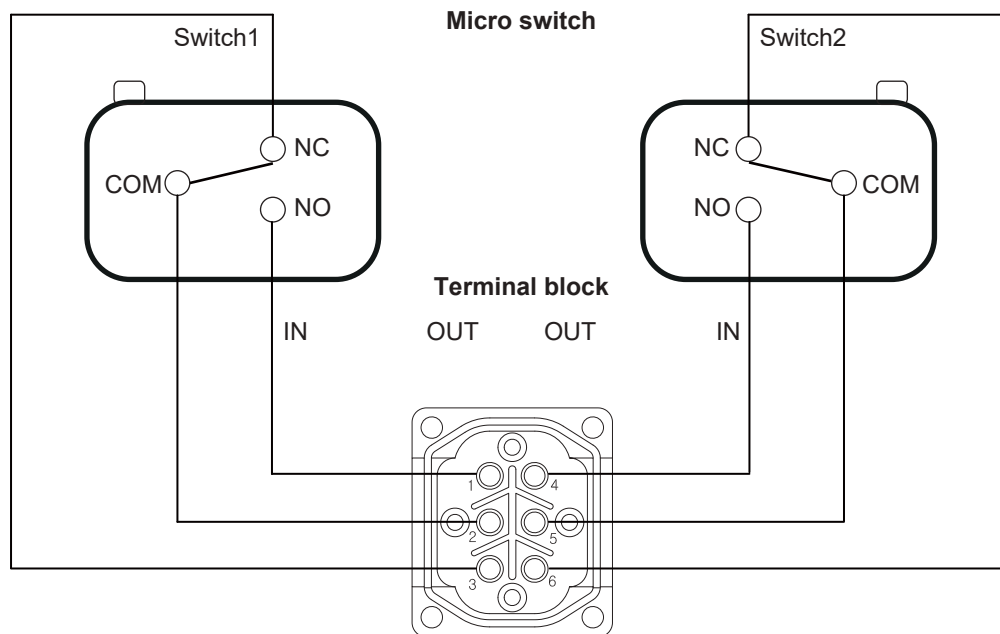 Micro switch
Switch1
Switch2
NC
NC
COM
COM
NO
NO
Terminal block
IN
OUT
OUT
IN
1
4
2
5
3
6